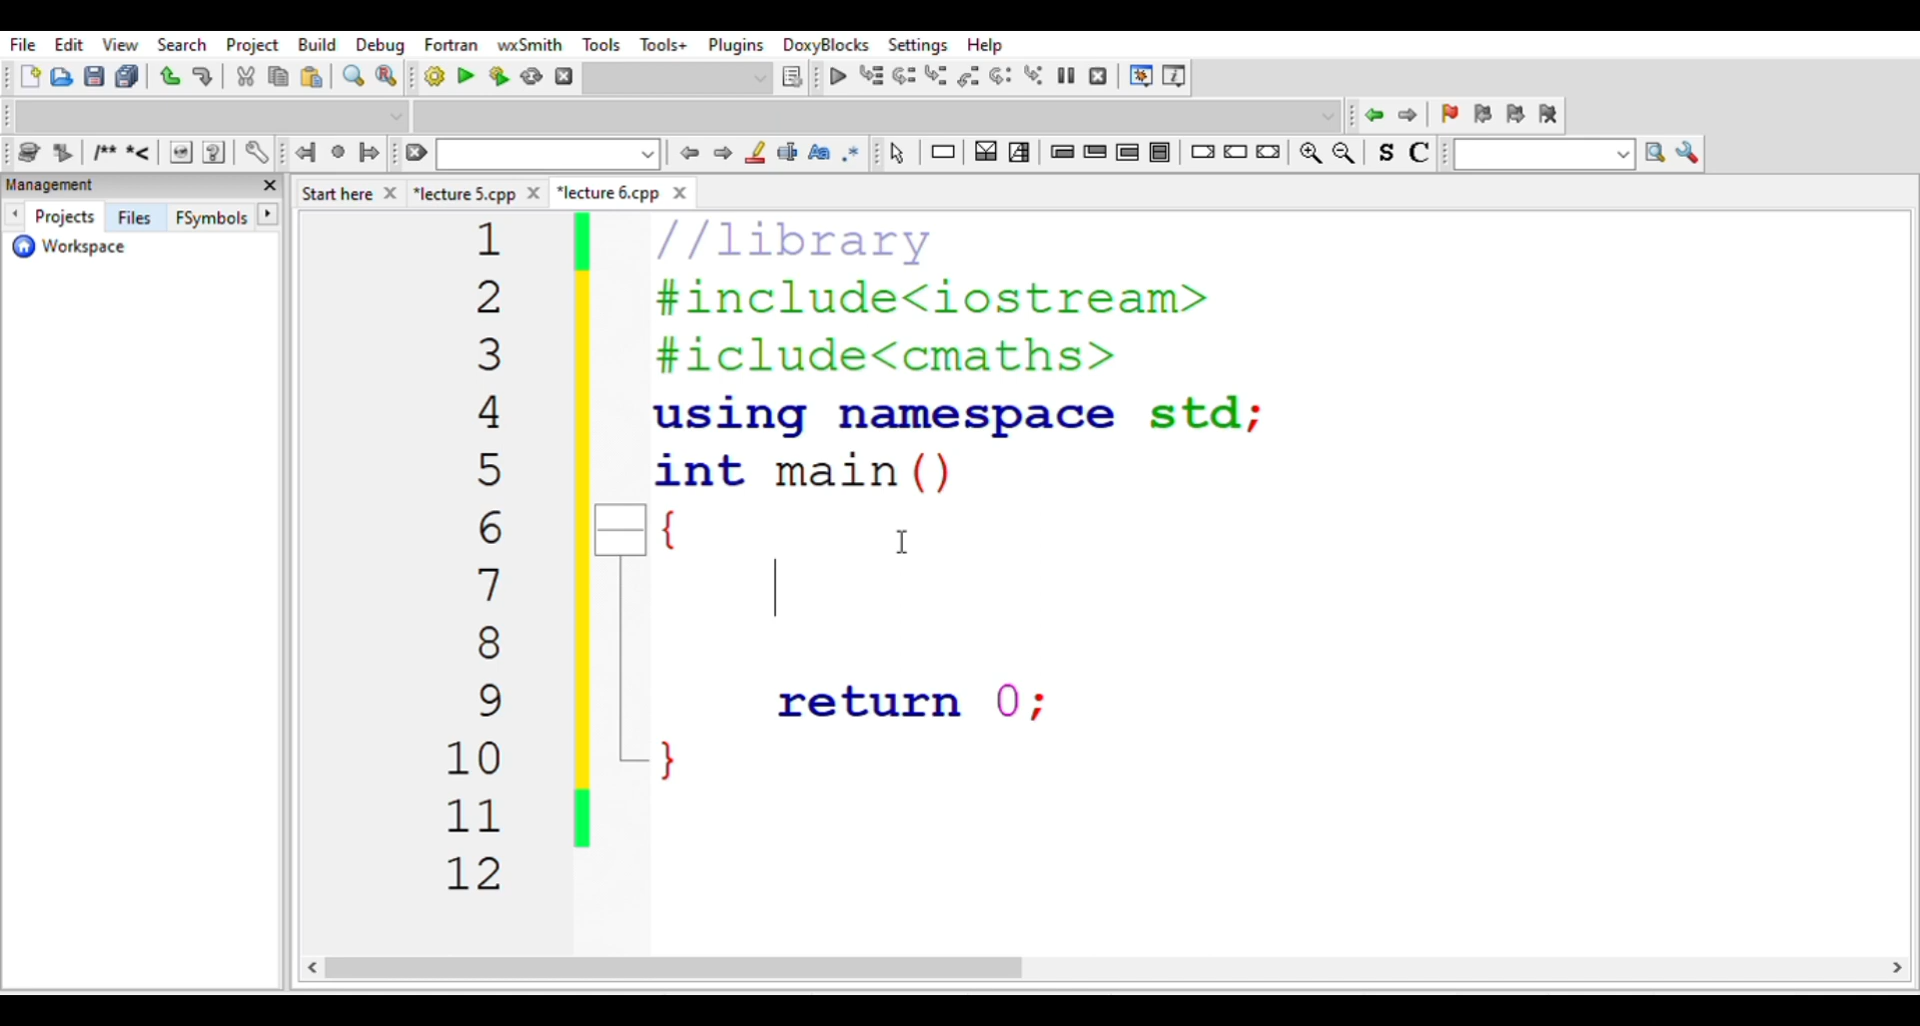 File Edit View Search Project Build Debug Fortran wxSmith Tools Tools+ Plugins DoxyBlocks Settings Help
/** *<
S C
Management
Start here *lecture 5.cpp *lecture 6.cpp
Projects Files FSymbols
Workspace
1 //library
2 #include<iostream>
3 #iclude<cmaths>
4 using namespace std;
5 int main()
6 {
7
8
9 return 0;
10 }
11
12